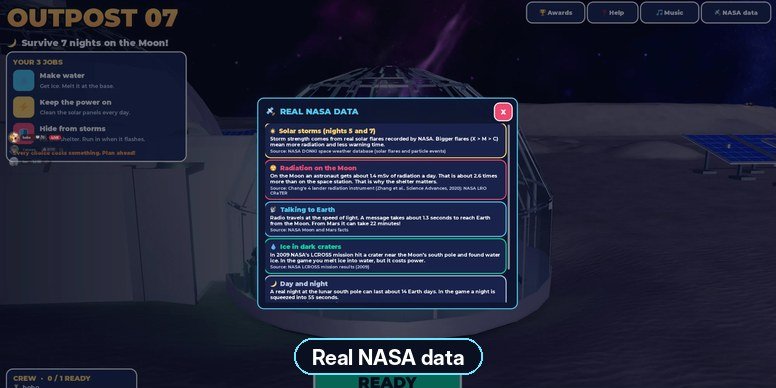 OUTPOST 07
Survive 7 nights on the Moon!
Awards
Help
Music
NASA data
YOUR 3 JOBS
Make water
Get ice. Melt it at the base.
Keep the power on
Clean the solar panels every day.
Hide from storms
shelter. Run in when it flashes.
Every choice costs something. Plan ahead!
REAL NASA DATA
X
Solar storms (nights 5 and 7)
Storm strength comes from real solar flares recorded by NASA. Bigger flares (X > M > C)
mean more radiation and less warning time.
Source: NASA DONKI space weather database (solar flares and particle events)
Radiation on the Moon
On the Moon an astronaut gets about 1.4 mSv of radiation a day. That is about 2.6 times
more than on the space station. That is why the shelter matters.
Source: Chang'e 4 lander radiation instrument (Zhang et al., Science Advances, 2020); NASA LRO
CRaTER
Talking to Earth
Radio travels at the speed of light. A message takes about 1.3 seconds to reach Earth
from the Moon. From Mars it can take 22 minutes!
Source: NASA Moon and Mars facts
Ice in dark craters
In 2009 NASA's LCROSS mission hit a crater near the Moon's south pole and found water
ice. In the game you melt ice into water, but it costs power.
Source: NASA LCROSS mission results (2009)
Day and night
A real night at the lunar south pole can last about 14 Earth days. In the game a night is
squeezed into 55 seconds.
Real NASA data
CREW · 0 / 1 READY
READY